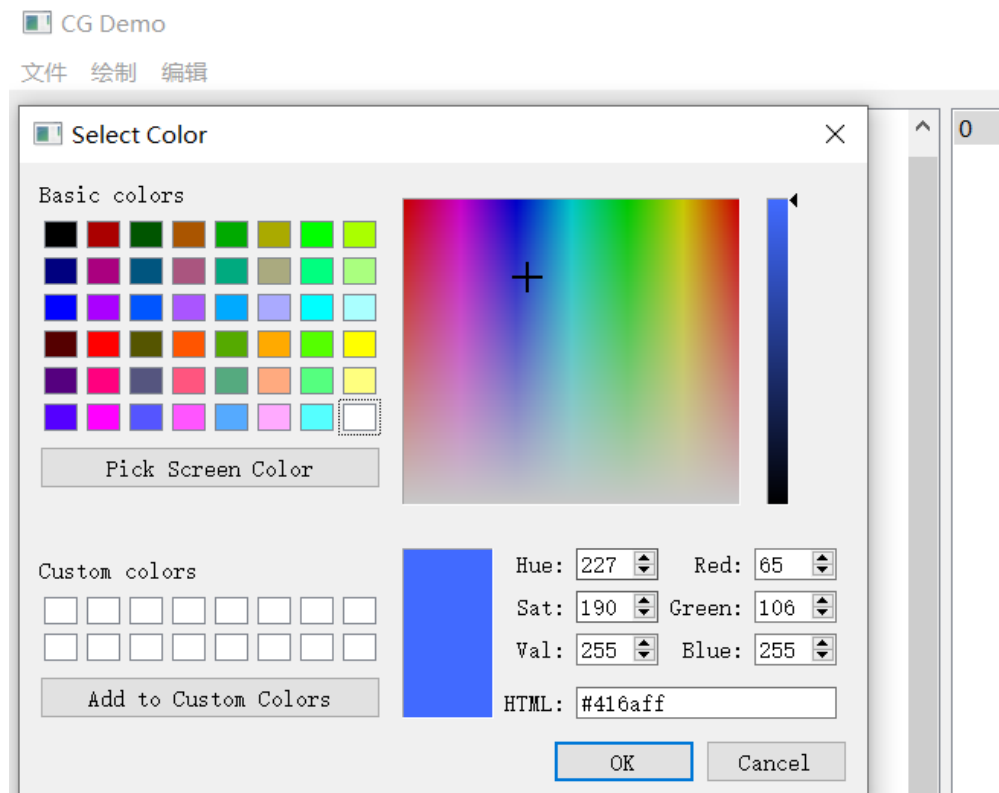 CG Demo
文件 绘制 编辑
Select Color
0
Basic colors
Pick Screen Color
Custom colors
Add to Custom Colors
Hue: 227 Red: 65
Sat: 190 Green: 106
Val: 255 Blue: 255
HTML: #416aff
OK Cancel